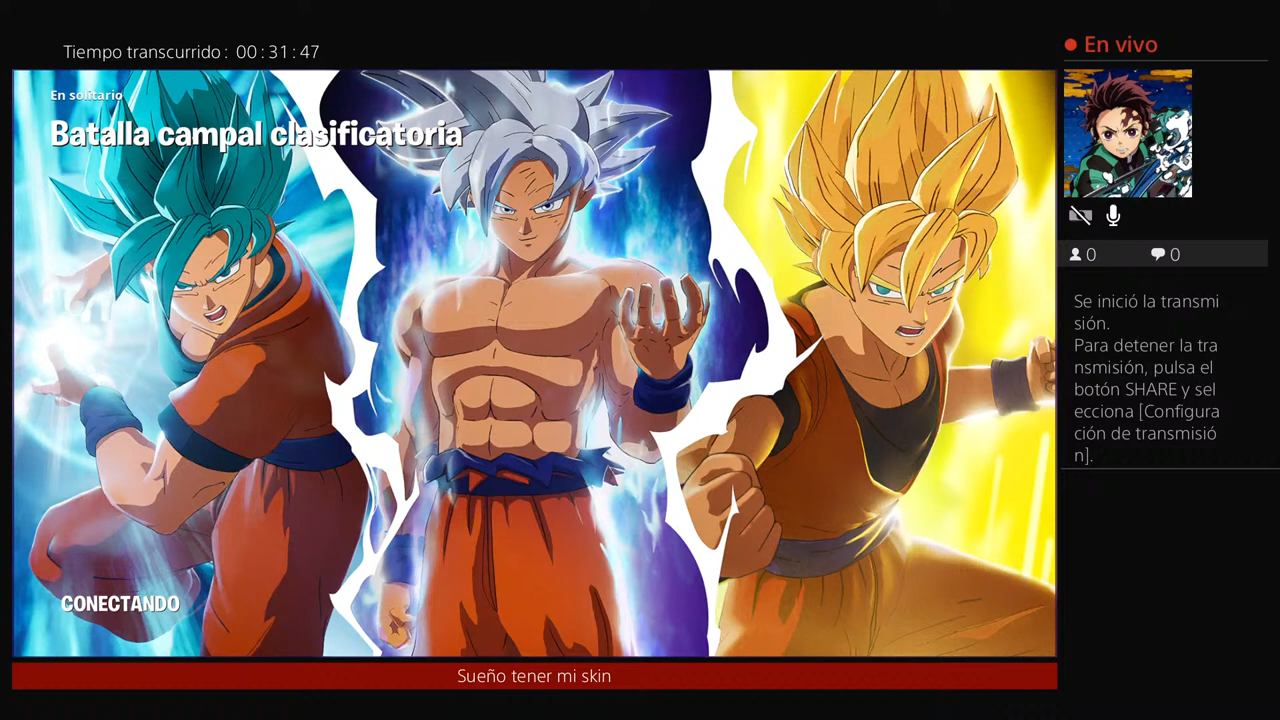 Tiempo transcurrido : 00:31:47
En vivo
En solitario
Batalla campal clasificatoria
0 0
Se inició la transmi
sión.
Para detener la tra
nsmisión, pulsa el
botón SHARE y sel
ecciona [Configura
ción de transmisió
n].
CONECTANDO
Sueño tener mi skin